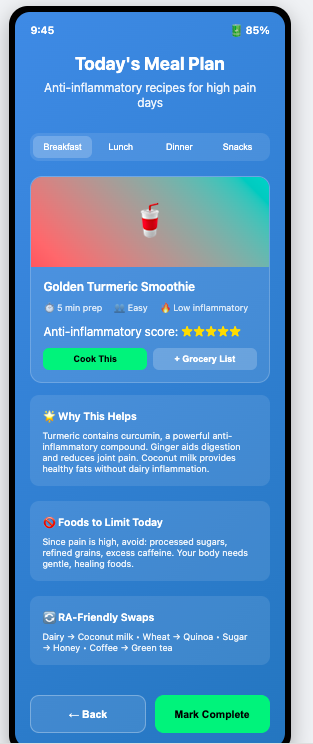 9:45
85%
Today's Meal Plan
Anti-inflammatory recipes for high pain
days
Breakfast
Lunch
Dinner
Snacks
Golden Turmeric Smoothie
5 min prep
Easy
Low inflammatory
Anti-inflammatory score: ⭐⭐⭐⭐⭐
Cook This
+ Grocery List
Why This Helps
Turmeric contains curcumin, a powerful anti-
inflammatory compound. Ginger aids digestion
and reduces joint pain. Coconut milk provides
healthy fats without dairy inflammation.
Foods to Limit Today
Since pain is high, avoid: processed sugars,
refined grains, excess caffeine. Your body needs
gentle, healing foods.
RA-Friendly Swaps
Dairy → Coconut milk • Wheat → Quinoa • Sugar
→ Honey • Coffee → Green tea
← Back
Mark Complete